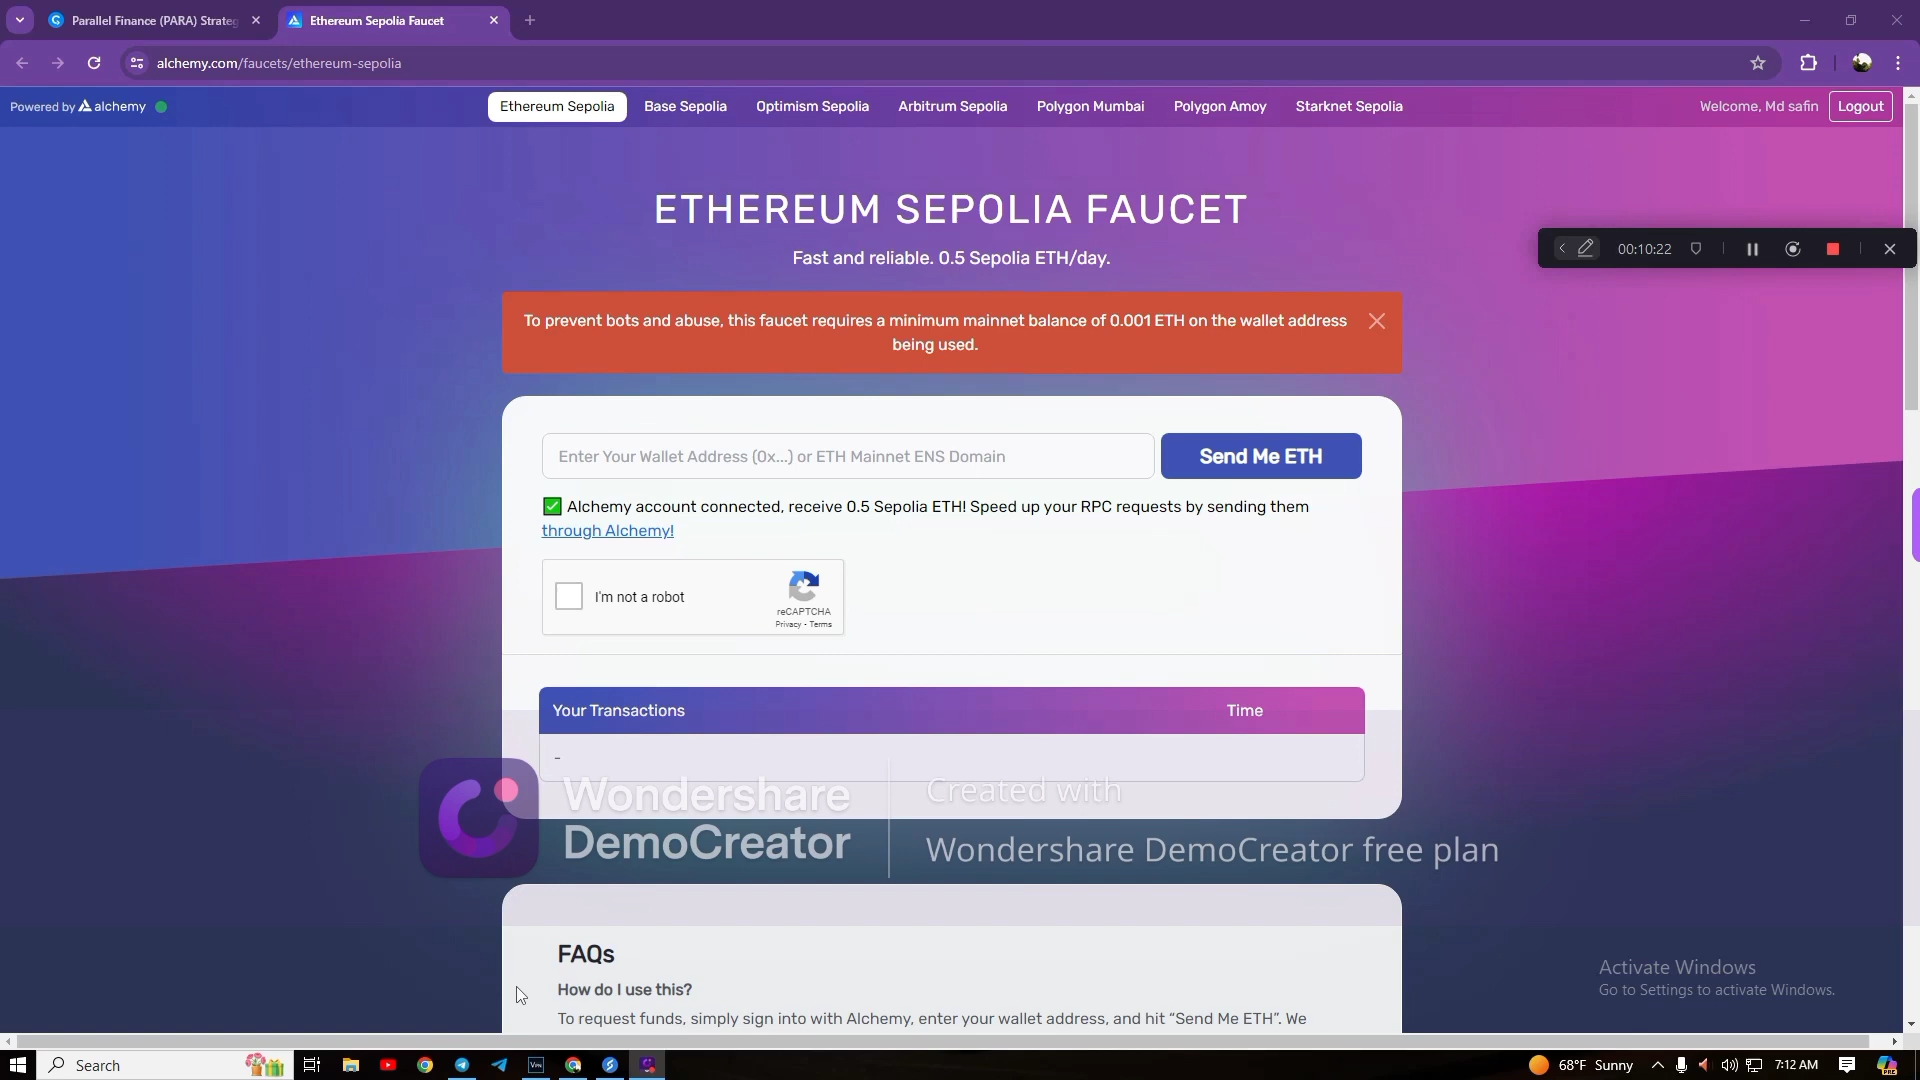 Parallel Finance (PARA) Strateg
Ethereum Sepolia Faucet
alchemy.com/faucets/ethereum-sepolia
Powered by alchemy
Ethereum Sepolia
Base Sepolia
Optimism Sepolia
Arbitrum Sepolia
Polygon Mumbai
Polygon Amoy
Starknet Sepolia
Welcome, Md safin
Logout
ETHEREUM SEPOLIA FAUCET
Fast and reliable. 0.5 Sepolia ETH/day.
00:10:22
To prevent bots and abuse, this faucet requires a minimum mainnet balance of 0.001 ETH on the wallet address
being used.
Enter Your Wallet Address (0x...) or ETH Mainnet ENS Domain
Send Me ETH
Alchemy account connected, receive 0.5 Sepolia ETH! Speed up your RPC requests by sending them
through Alchemy!
I'm not a robot
reCAPTCHA
Privacy - Terms
Your Transactions
Time
-
Wondershare
DemoCreator
Created with
Wondershare DemoCreator free plan
FAQs
How do I use this?
To request funds, simply sign into with Alchemy, enter your wallet address, and hit “Send Me ETH”. We
Activate Windows
Go to Settings to activate Windows.
Search
Vpn
68°F Sunny
7:12 AM
PRE